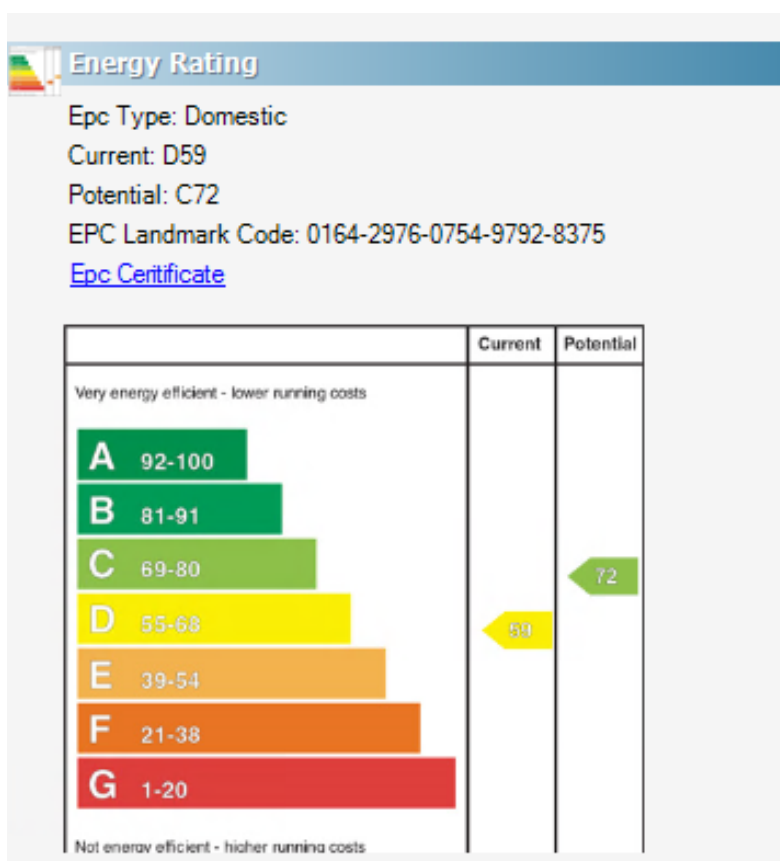 Energy Rating
Epc Type: Domestic
Current: D59
Potential: C72
EPC Landmark Code: 0164-2976-0754-9792-8375
Epc Ceritificate
Current Potential
Very energy efficient - lower running costs
A 92-100
B 81-91
C 69-80
72
D 55-68
59
E 39-54
F 21-38
G 1-20
Not energy efficient - higher running costs